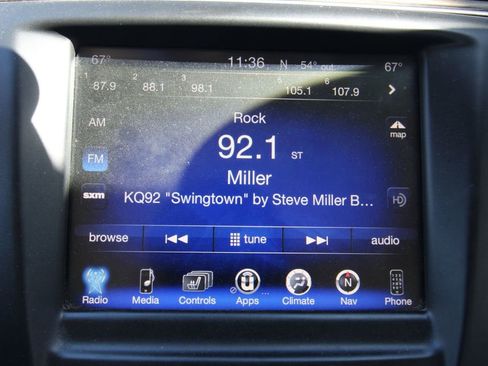 67° 11:36 N 54° out 67°
1 2 3 5 6
87.9 88.1 98.1 105.1 107.9
AM Rock
92.1 ST
map
FM
Miller
sxm KQ92 "Swingtown" by Steve Miller B... HD
browse tune audio
Radio Media Controls Apps Climate Nav Phone